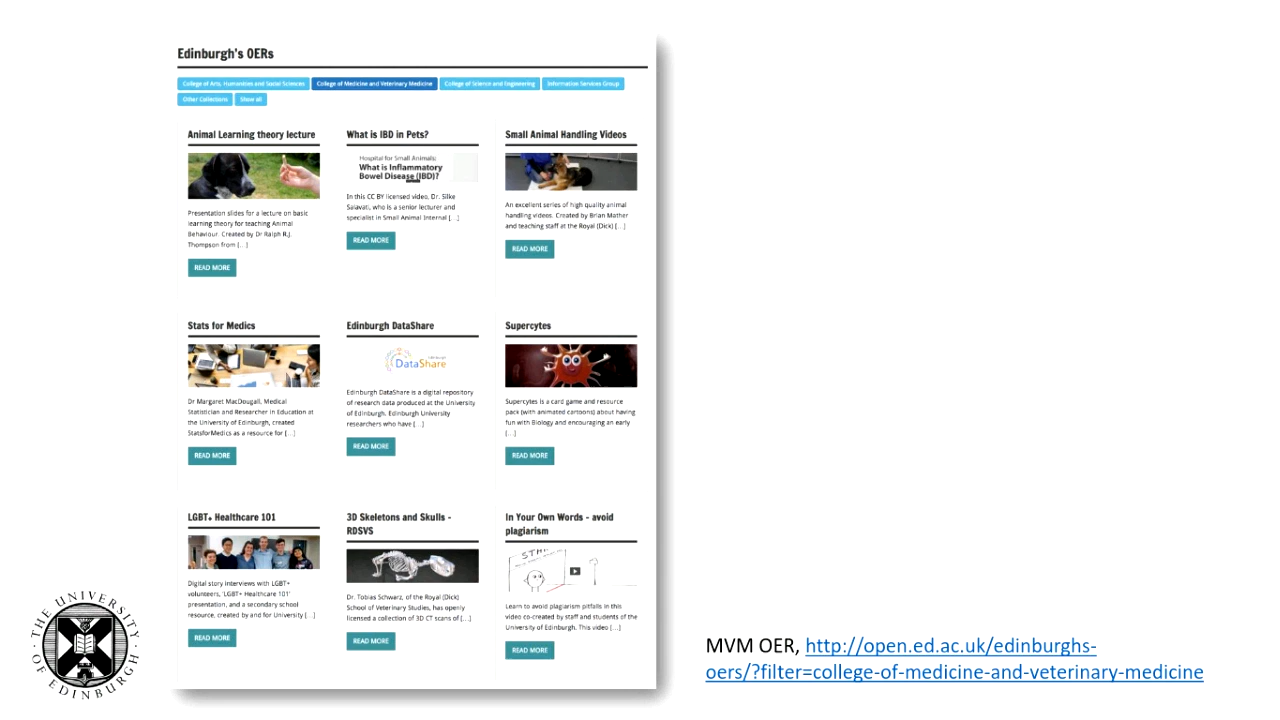 Edinburgh's OERs
College of Arts, Humanities and Social Sciences
College of Medicine and Veterinary Medicine
College of Science and Engineering
Information Services Group
Other Collections
Show all
Animal Learning theory lecture
Presentation slides for a lecture on basic
learning theory for teaching Animal
Behaviour. Created by Dr Ralph R.J.
Thompson from [...]
READ MORE
What is IBD in Pets?
Hospital for Small Animals:
What is Inflammatory
Bowel Disease (IBD)?
In this CC BY licensed video, Dr. Silke
Salavati, who is a senior lecturer and
specialist in Small Animal Internal [...]
READ MORE
Small Animal Handling Videos
An excellent series of high quality animal
handling videos. Created by Brian Mather
and teaching staff at the Royal (Dick) [...]
READ MORE
Stats for Medics
Dr Margaret MacDougall, Medical
Statistician and Researcher in Education at
the University of Edinburgh, created
StatsforMedics as a resource for [...]
READ MORE
Edinburgh DataShare
DataShare
Edinburgh DataShare is a digital repository
of research data produced at the University
of Edinburgh. Edinburgh University
researchers who have [...]
READ MORE
Supercytes
Supercytes is a card game and resource
pack (with animated cartoons) about having
fun with Biology and encouraging an early
[...]
READ MORE
LGBT+ Healthcare 101
Digital story interviews with LGBT+
volunteers, 'LGBT+ Healthcare 101'
presentation, and a secondary school
resource, created by and for University [...]
READ MORE
3D Skeletons and Skulls -
RDSVS
Dr. Tobias Schwarz, of the Royal (Dick)
School of Veterinary Studies, has openly
licensed a collection of 3D CT scans of [...]
READ MORE
In Your Own Words - avoid
plagiarism
Learn to avoid plagiarism pitfalls in this
video co-created by staff and students of the
University of Edinburgh. This video [...]
READ MORE
THE UNIVERSITY
OF EDINBURGH
MVM OER, http://open.ed.ac.uk/edinburghs-
oers/?filter=college-of-medicine-and-veterinary-medicine